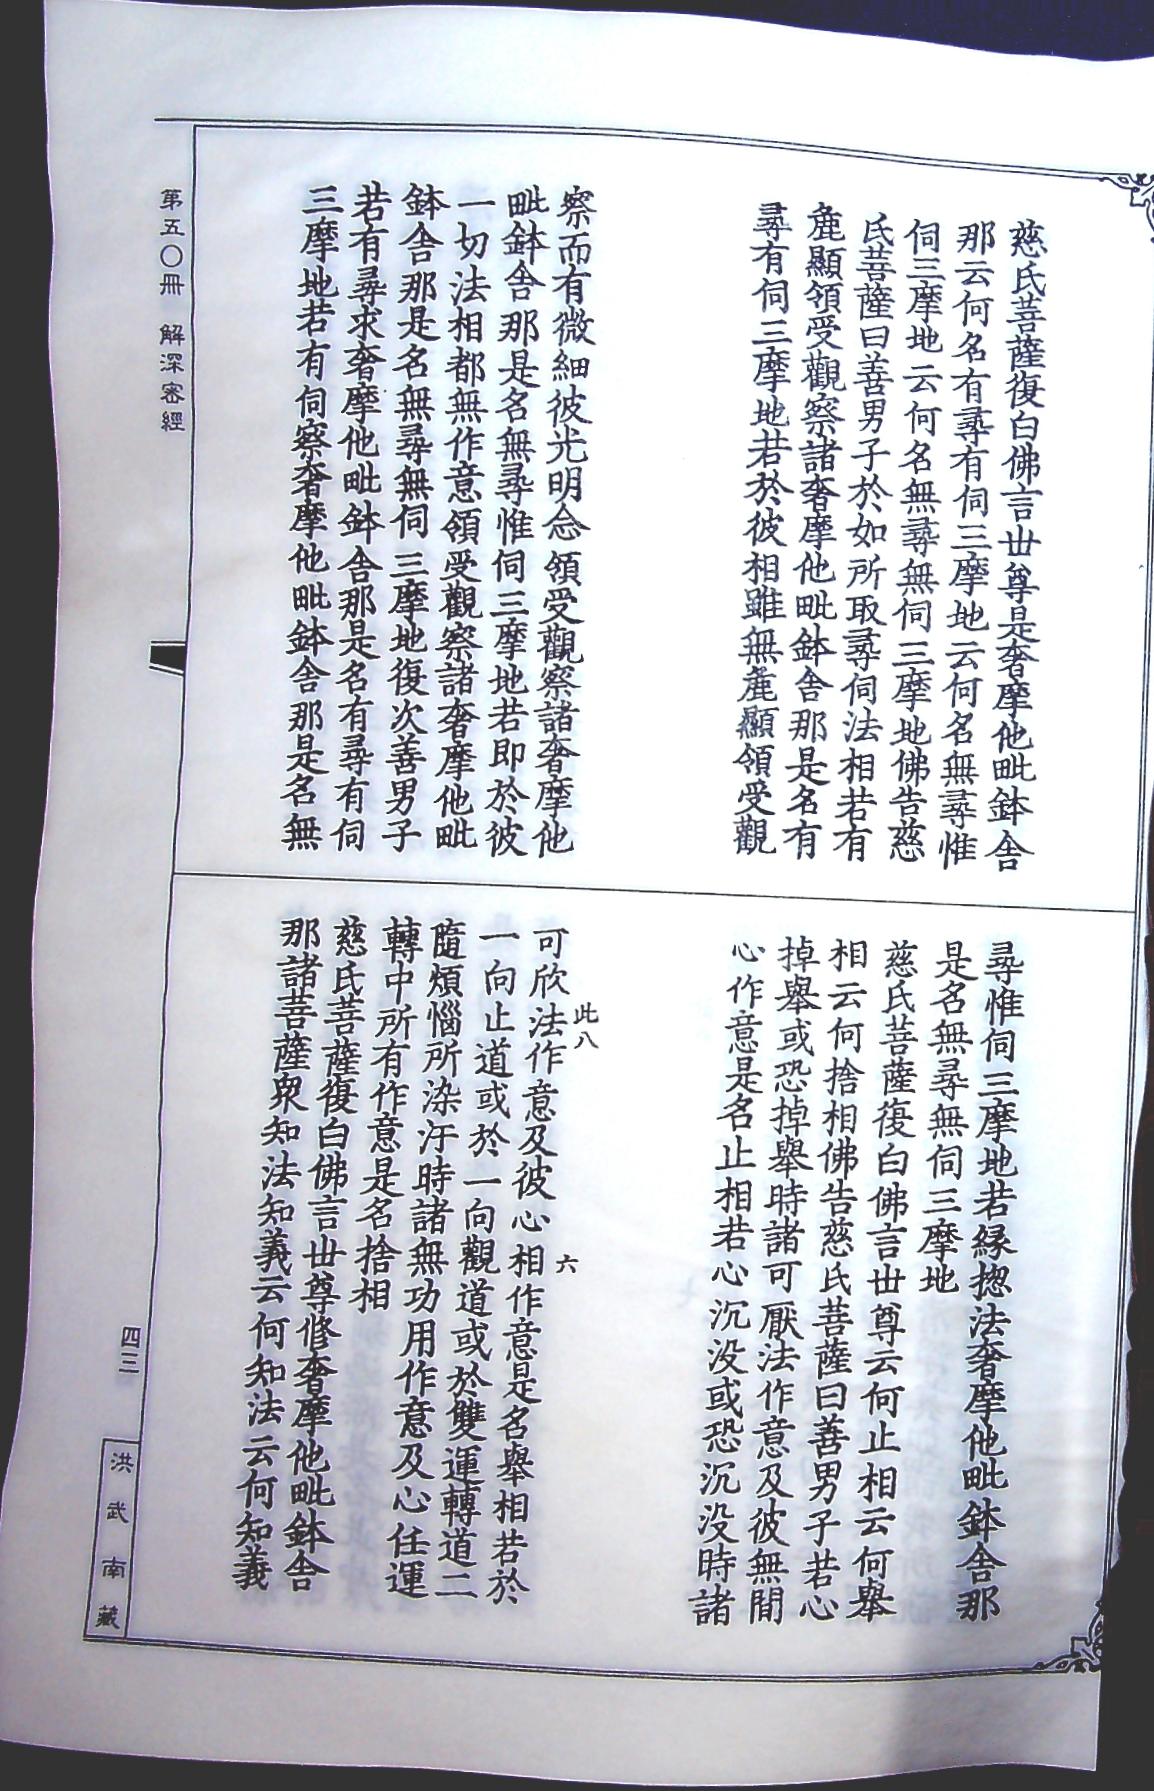 慈氏菩薩復白佛言世尊是奢摩他毗鉢舍
那云何名有尋有伺三摩地云何名無尋惟
伺三摩地云何名無尋無伺三摩地佛告慈
氏菩薩曰善男子於如所取尋伺法相若有
麁顯領受觀察諸奢摩他毗鉢舍那是名有
尋有伺三摩地若於彼相雖無麁顯領受觀
察而有微細彼光明念領受觀察諸奢摩他
毗鉢舍那是名無尋惟伺三摩地若即於彼
一切法相都無作意領受觀察諸奢摩他毗
鉢舍那是名無尋無伺三摩地復次善男子
若有尋求奢摩他毗鉢舍那是名有尋有伺
三摩地若有伺察奢摩他毗鉢舍那是名無
尋惟伺三摩地若緣揔法奢摩他毗鉢舍那
是名無尋無伺三摩地
慈氏菩薩復白佛言世尊云何止相云何舉
相云何捨相佛告慈氏菩薩曰善男子若心
掉舉或恐掉舉時諸可厭法作意及彼無間
心作意是名止相若心沉没或恐沉没時諸
此八
六
可欣法作意及彼心相作意是名舉相若於
一向止道或於一向觀道或於雙運轉道二
隨煩惱所染汙時諸無功用作意及心任運
轉中所有作意是名捨相
慈氏菩薩復白佛言世尊修奢摩他毗鉢舍
那諸菩薩衆知法知義云何知法云何知義
第五〇冊 解深密經
四三
洪武南藏